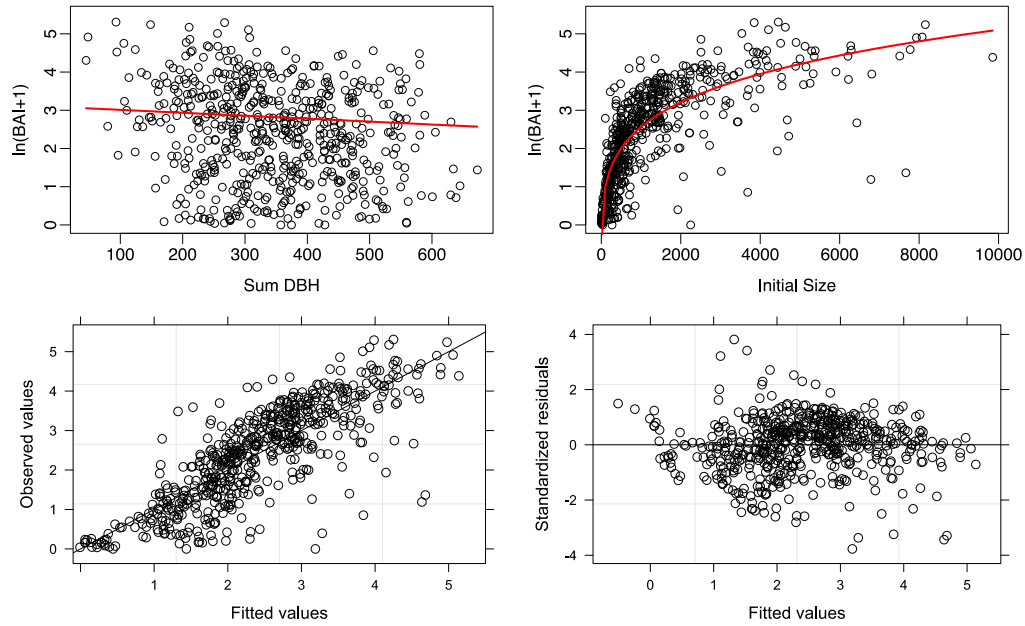 5
4
3
2
1
0
ln(BAI+1)
100 200 300 400 500 600
Sum DBH
5
4
3
2
1
0
ln(BAI+1)
0 2000 4000 6000 8000 10000
Initial Size
5
4
3
2
1
0
Observed values
1 2 3 4 5
Fitted values
4
2
0
-2
-4
Standardized residuals
0 1 2 3 4 5
Fitted values